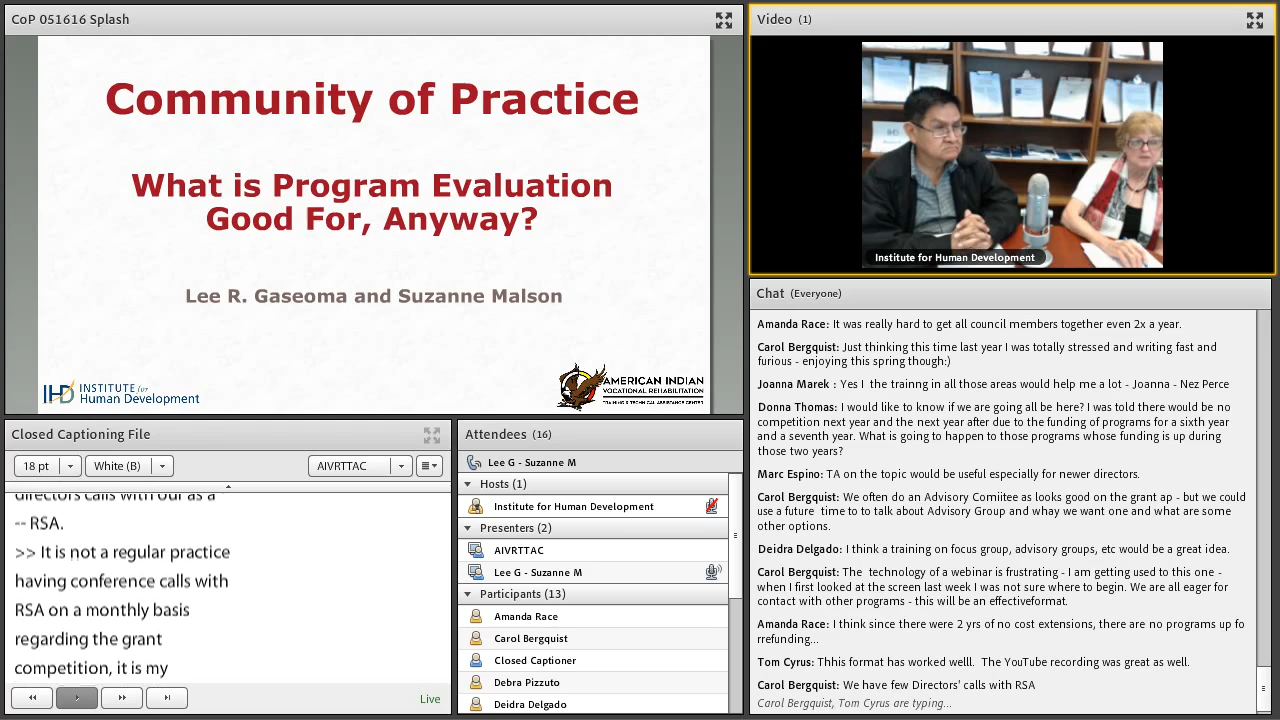 CoP 051616 Splash
Community of Practice
What is Program Evaluation
Good For, Anyway?
Lee R. Gaseoma and Suzanne Malson
IHD INSTITUTE for
Human Development
AMERICAN INDIAN
VOCATIONAL REHABILITATION
TRAINING & TECHNICAL ASSISTANCE CENTER
Video (1)
Institute for Human Development
Closed Captioning File
18 pt
White (B)
AIVRTTAC
directors calls with our as a
-- RSA.
>> It is not a regular practice
having conference calls with
RSA on a monthly basis
regarding the grant
competition, it is my
Live
Attendees (16)
Lee G - Suzanne M
Hosts (1)
Institute for Human Development
Presenters (2)
AIVRTTAC
Lee G - Suzanne M
Participants (13)
Amanda Race
Carol Bergquist
Closed Captioner
Debra Pizzuto
Deidra Delgado
Chat (Everyone)
Amanda Race: It was really hard to get all council members together even 2x a year.
Carol Bergquist: Just thinking this time last year I was totally stressed and writing fast and
furious - enjoying this spring though:)
Joanna Marek : Yes I  the trainng in all those areas would help me a lot - Joanna - Nez Perce
Donna Thomas: I would like to know if we are going all be here? I was told there would be no
competition next year and the next year after due to the funding of programs for a sixth year
and a seventh year. What is going to happen to those programs whose funding is up during
those two years?
Marc Espino: TA on the topic would be useful especially for newer directors.
Carol Bergquist: We often do an Advisory Comiitee as looks good on the grant ap - but we could
use a future  time to to talk about Advisory Group and whay we want one and what are some
other options.
Deidra Delgado: I think a training on focus group, advisory groups, etc would be a great idea.
Carol Bergquist: The  technology of a webinar is frustrating - I am getting used to this one -
when I first looked at the screen last week I was not sure where to begin. We are all eager for
contact with other programs - this will be an effectiveformat.
Amanda Race: I think since there were 2 yrs of no cost extensions, there are no programs up fo
rrefunding...
Tom Cyrus: Thhis format has worked welll.  The YouTube recording was great as well.
Carol Bergquist: We have few Directors' calls with RSA
Carol Bergquist, Tom Cyrus are typing...